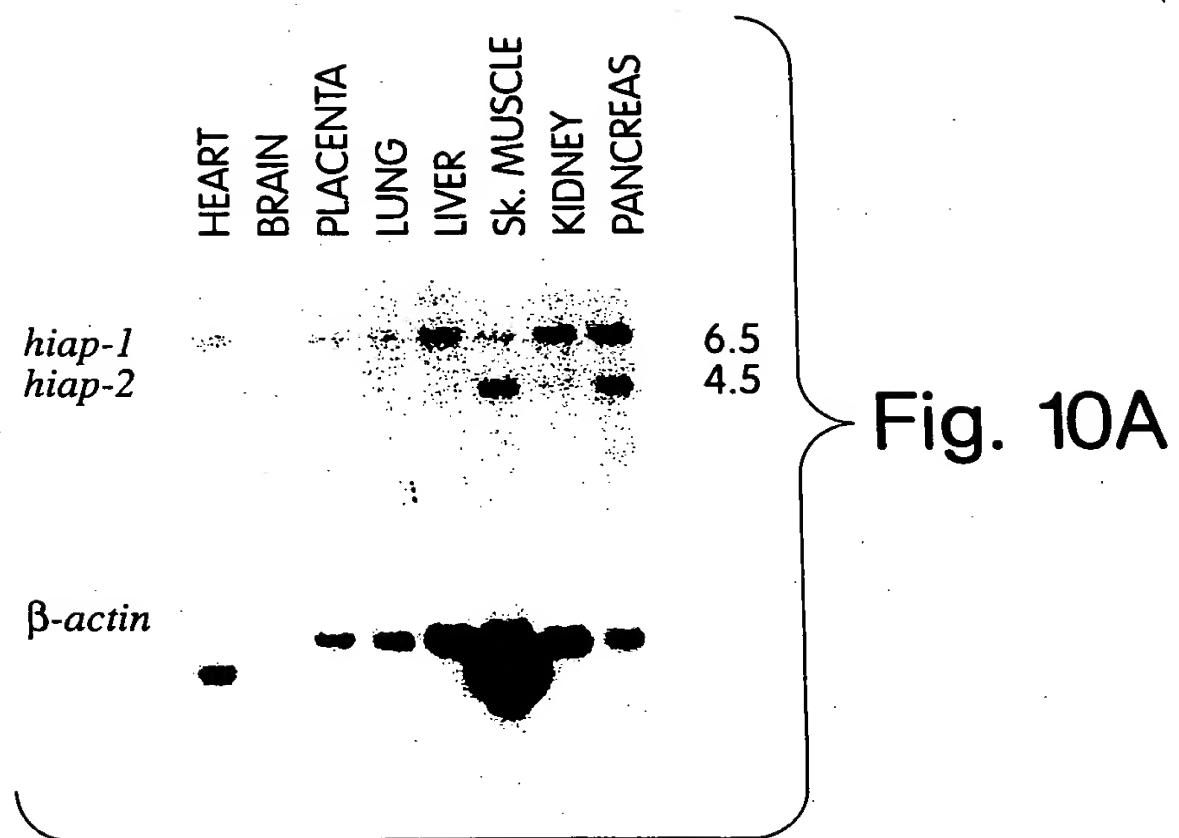 HEART
BRAIN
PLACENTA
LUNG
LIVER
Sk. MUSCLE
KIDNEY
PANCREAS
hiap-1 6.5
hiap-2 4.5
β-actin
Fig. 10A